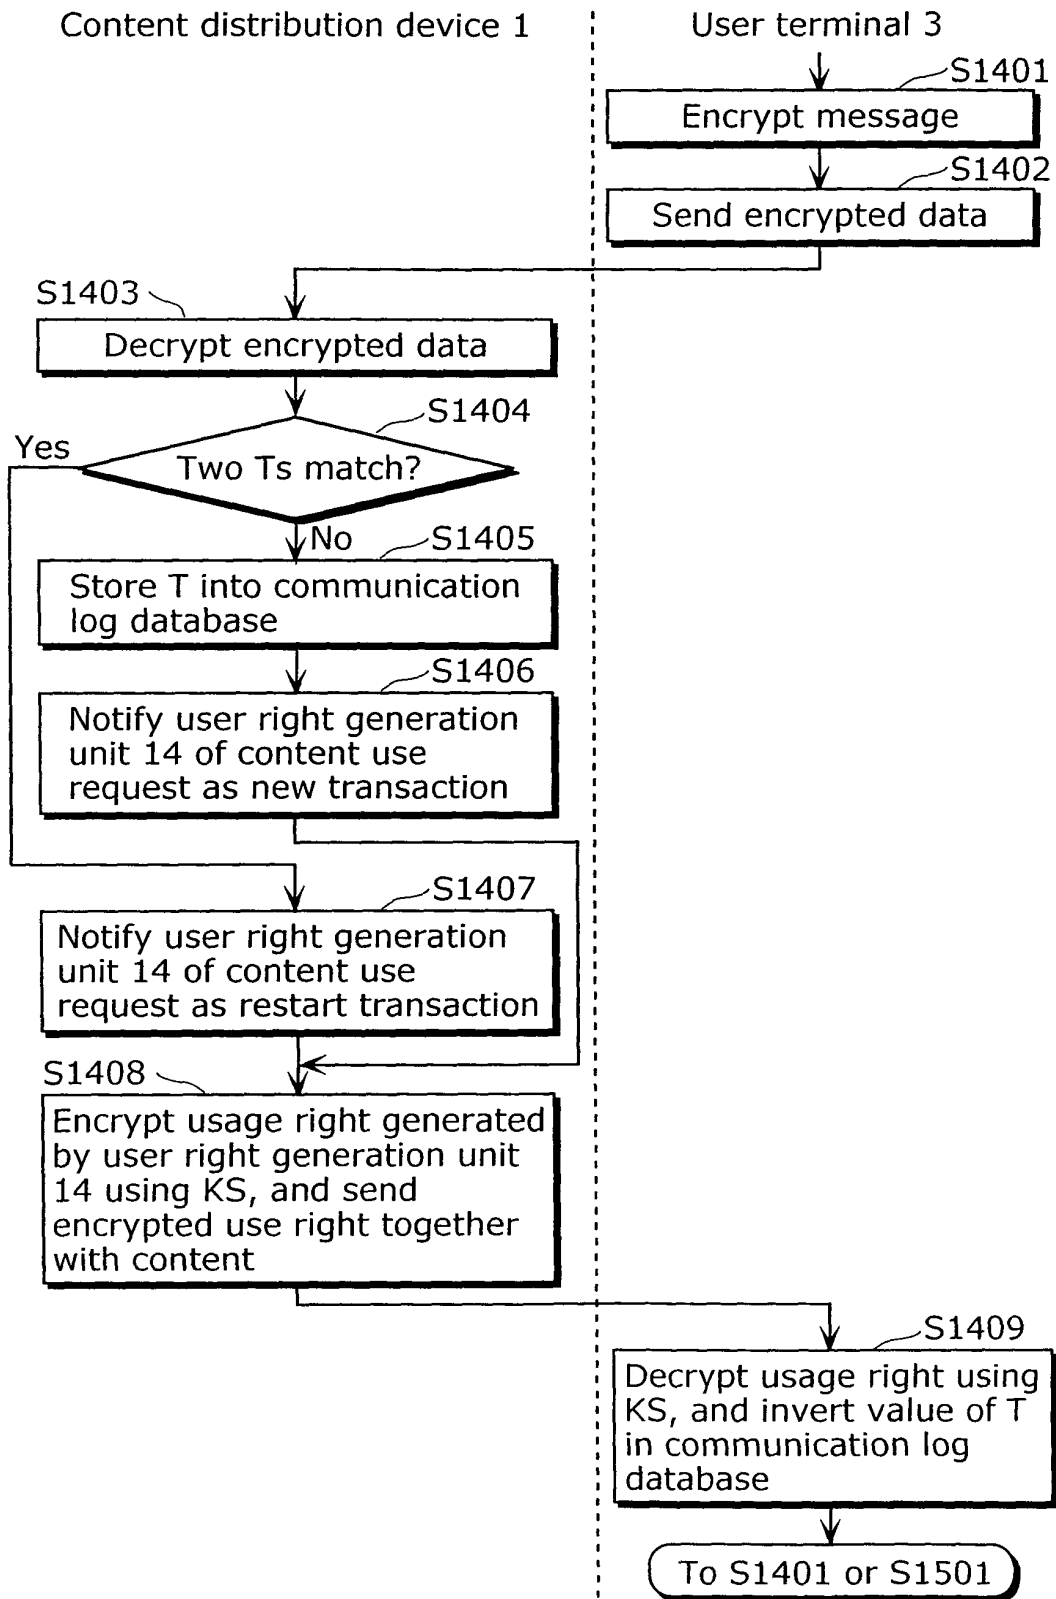 Content distribution device 1
User terminal 3
S1401
Encrypt message
S1402
Send encrypted data
S1403
Decrypt encrypted data
S1404
Yes
Two Ts match?
No
S1405
Store T into communication
log database
S1406
Notify user right generation
unit 14 of content use
request as new transaction
S1407
Notify user right generation
unit 14 of content use
request as restart transaction
S1408
Encrypt usage right generated
by user right generation unit
14 using KS, and send
encrypted use right together
with content
S1409
Decrypt usage right using
KS, and invert value of T
in communication log
database
To S1401 or S1501